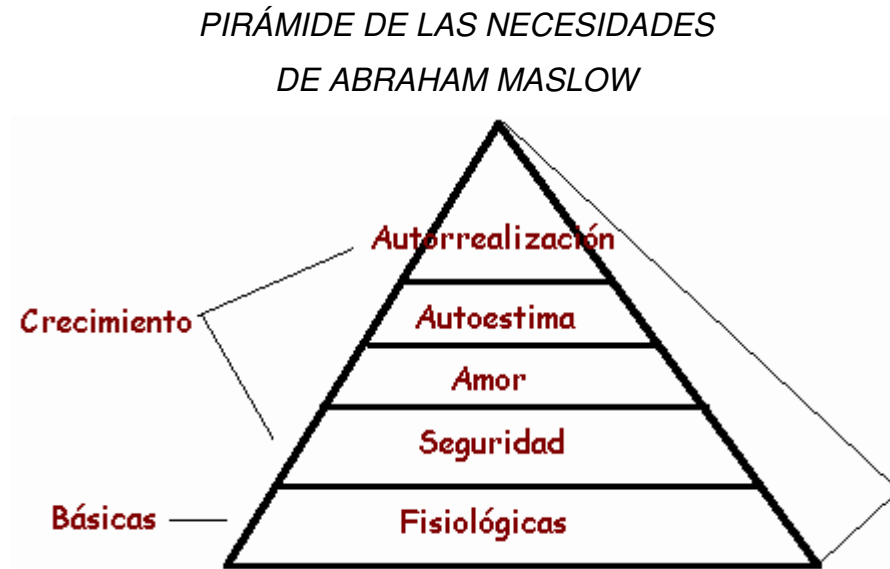 PIRÁMIDE DE LAS NECESIDADES
DE ABRAHAM MASLOW
Autorrealización
Crecimiento
Autoestima
Amor
Seguridad
Básicas
Fisiológicas